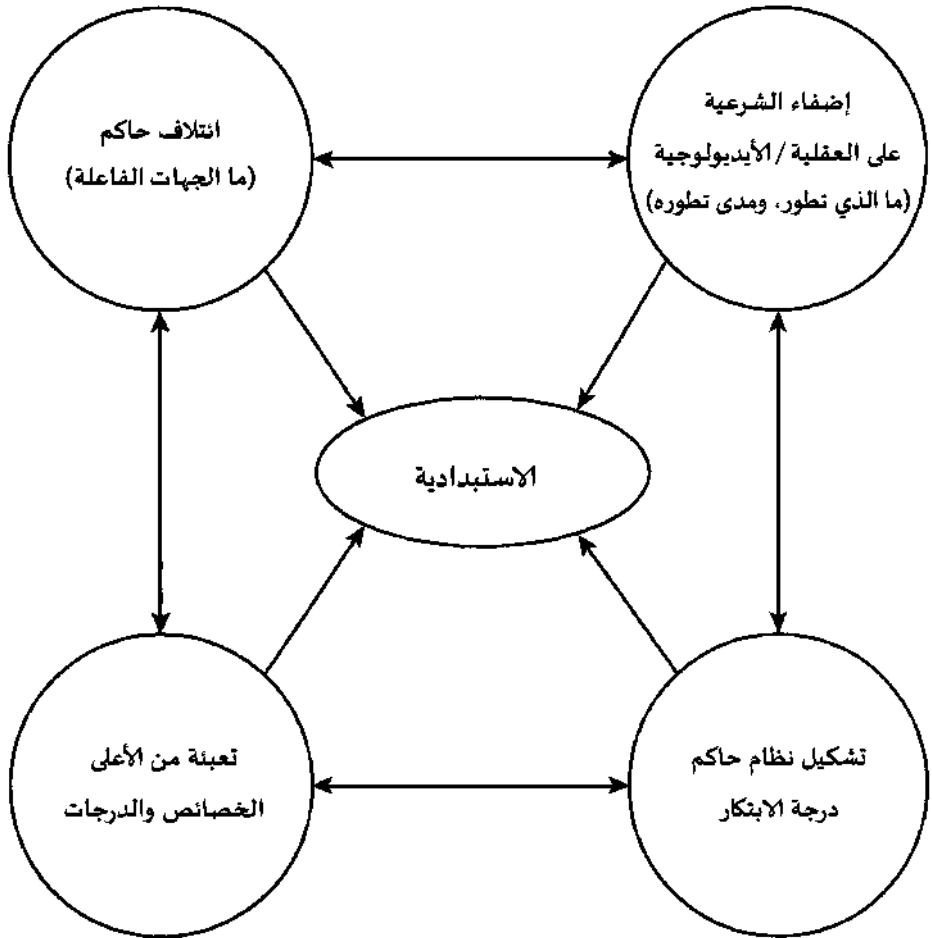 إضفاء الشرعية
على العقلية / الأيديولوجية
(ما الذي تطور، ومدى تطوره)
ائتلاف حاكم
(ما الجهات الفاعلة)
الاستبدادية
تشكيل نظام حاكم
درجة الابتكار
تعبئة من الأعلى
الخصائص والدرجات